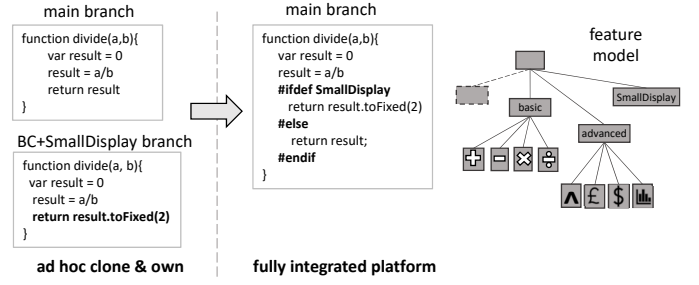 main branch
function divide(a,b){
var result = 0
result = a/b
return result
}
BC+SmallDisplay branch
function divide(a, b){
var result = 0
result = a/b
return result.toFixed(2)
}
ad hoc clone & own
main branch
function divide(a,b){
var result = 0
result = a/b
#ifdef SmallDisplay
return result.toFixed(2)
#else
return result;
#endif
}
fully integrated platform
feature
model
basic
SmallDisplay
advanced
+ − × ÷
∧ £ $